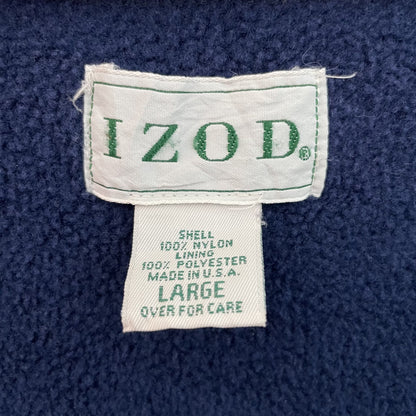 IZOD®
SHELL
100% NYLON
LINING
100% POLYESTER
MADE IN U.S.A.
LARGE
OVER FOR CARE